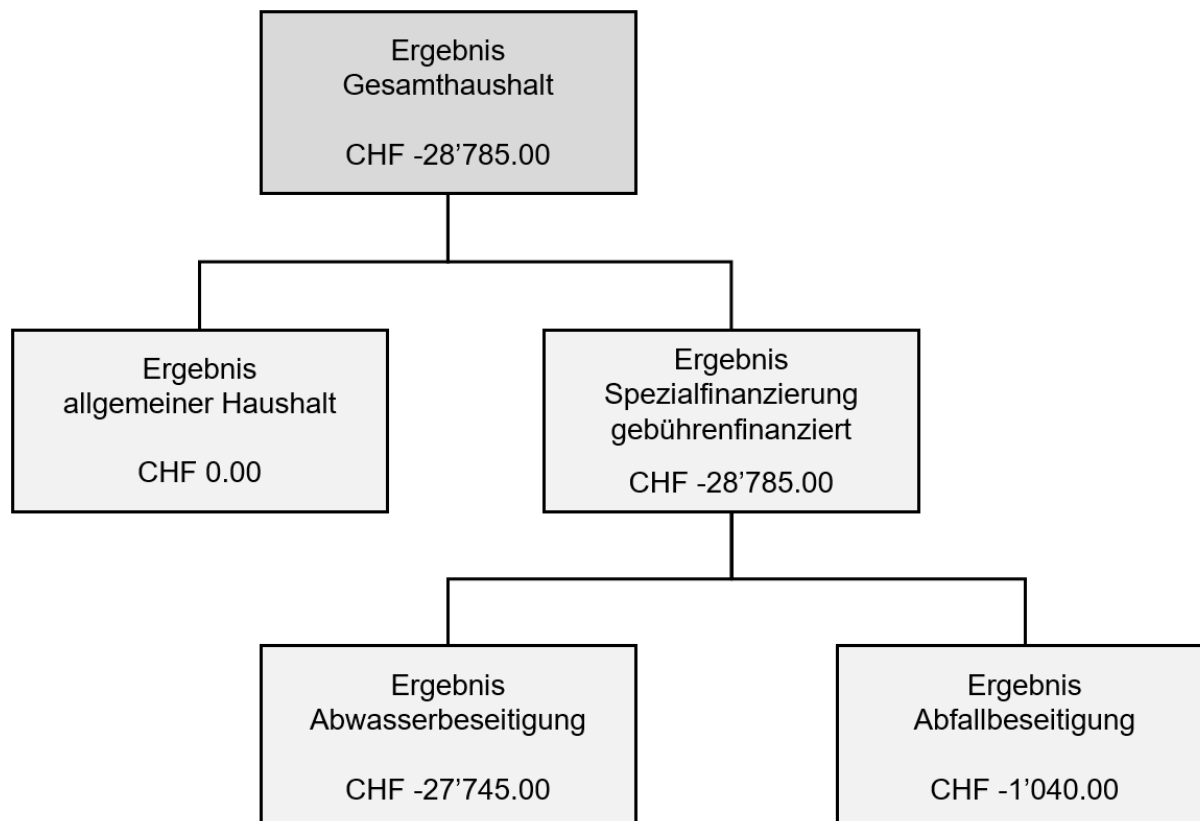 Ergebnis
Gesamthaushalt
CHF -28’785.00
Ergebnis
allgemeiner Haushalt
CHF 0.00
Ergebnis
Spezialfinanzierung
gebührenfinanziert
CHF -28’785.00
Ergebnis
Abwasserbeseitigung
CHF -27’745.00
Ergebnis
Abfallbeseitigung
CHF -1’040.00